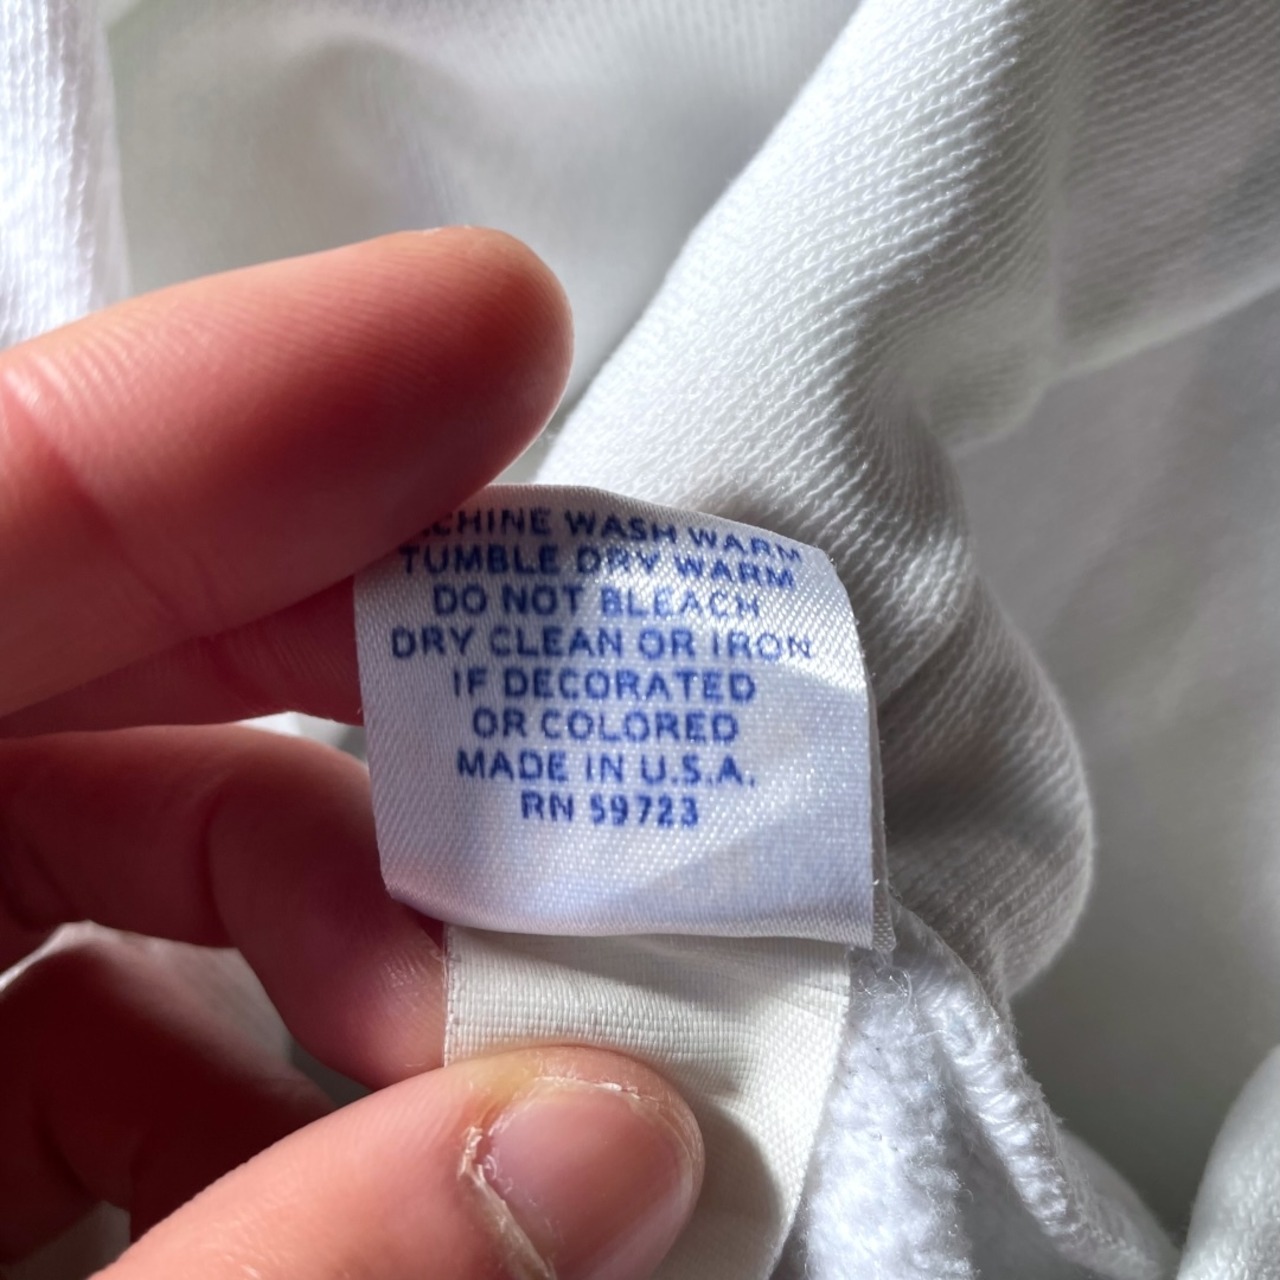 CHINE WASH WARM
TUMBLE DRY WARM
DO NOT BLEACH
DRY CLEAN OR IRON
IF DECORATED
OR COLORED
MADE IN U.S.A.
RN 59723